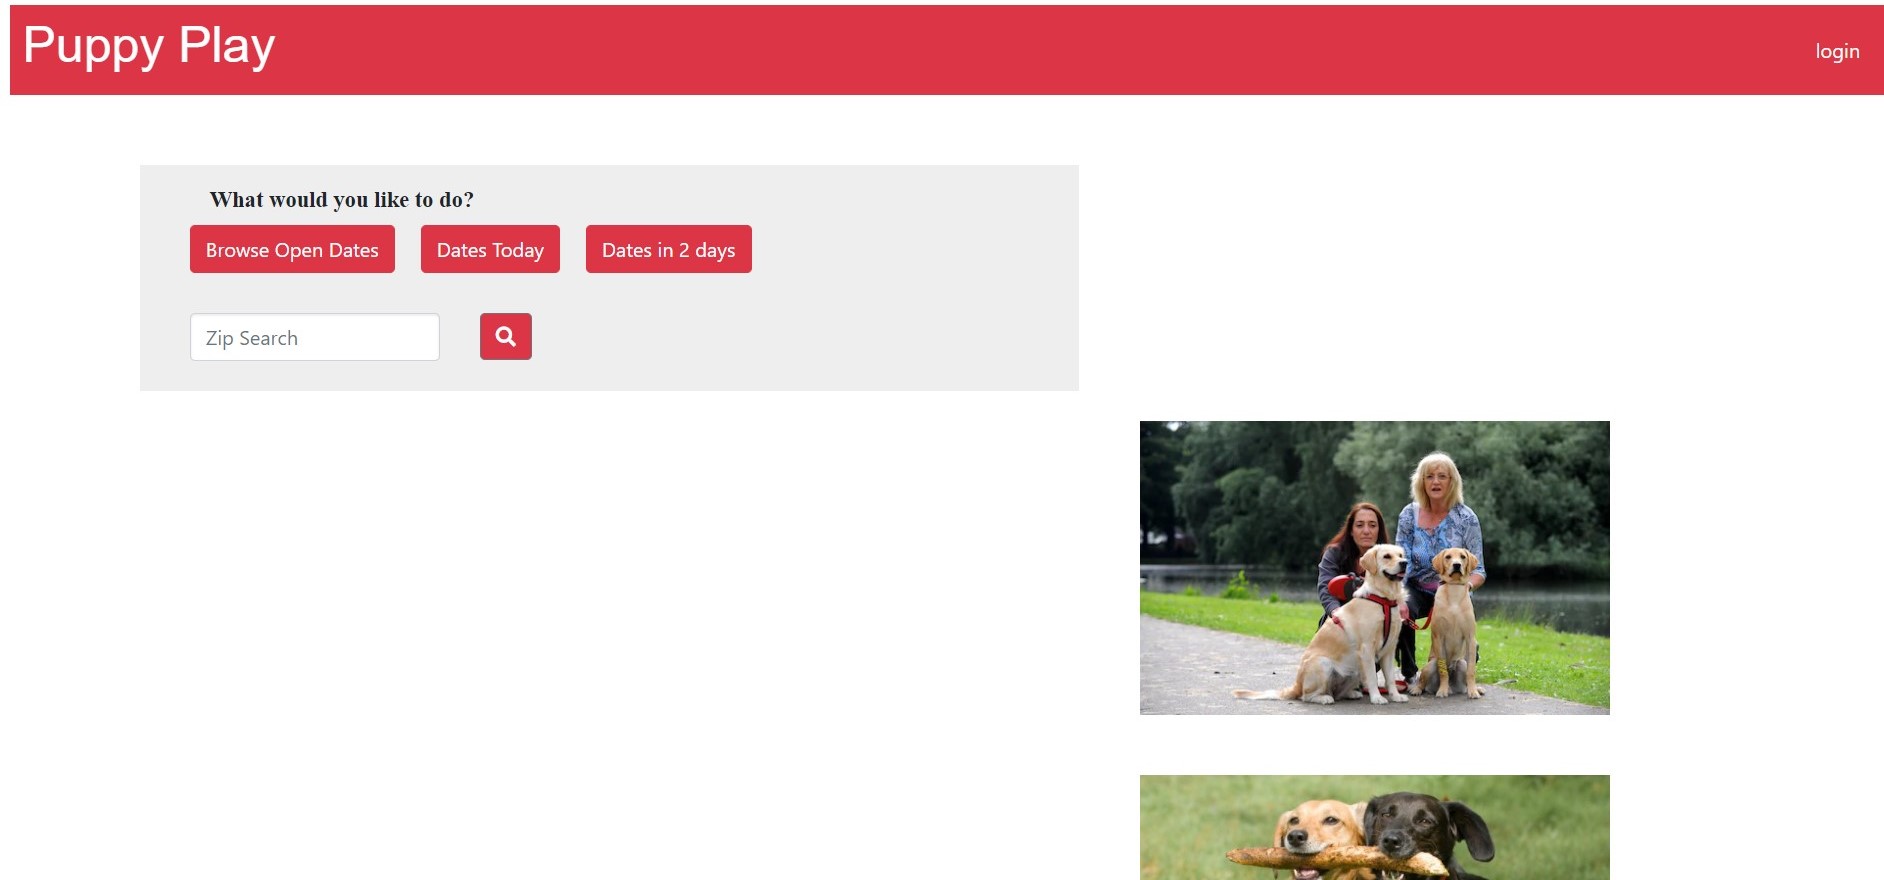 Puppy Play
login
What would you like to do?
Browse Open Dates
Dates Today
Dates in 2 days
Zip Search